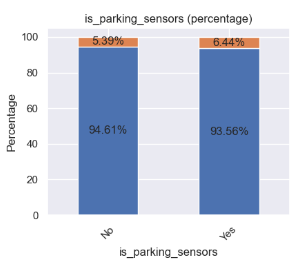 is_parking_sensors (percentage)
100
80
60
40
20
0
Percentage
5.39%
6.44%
94.61%
93.56%
No
Yes
is_parking_sensors